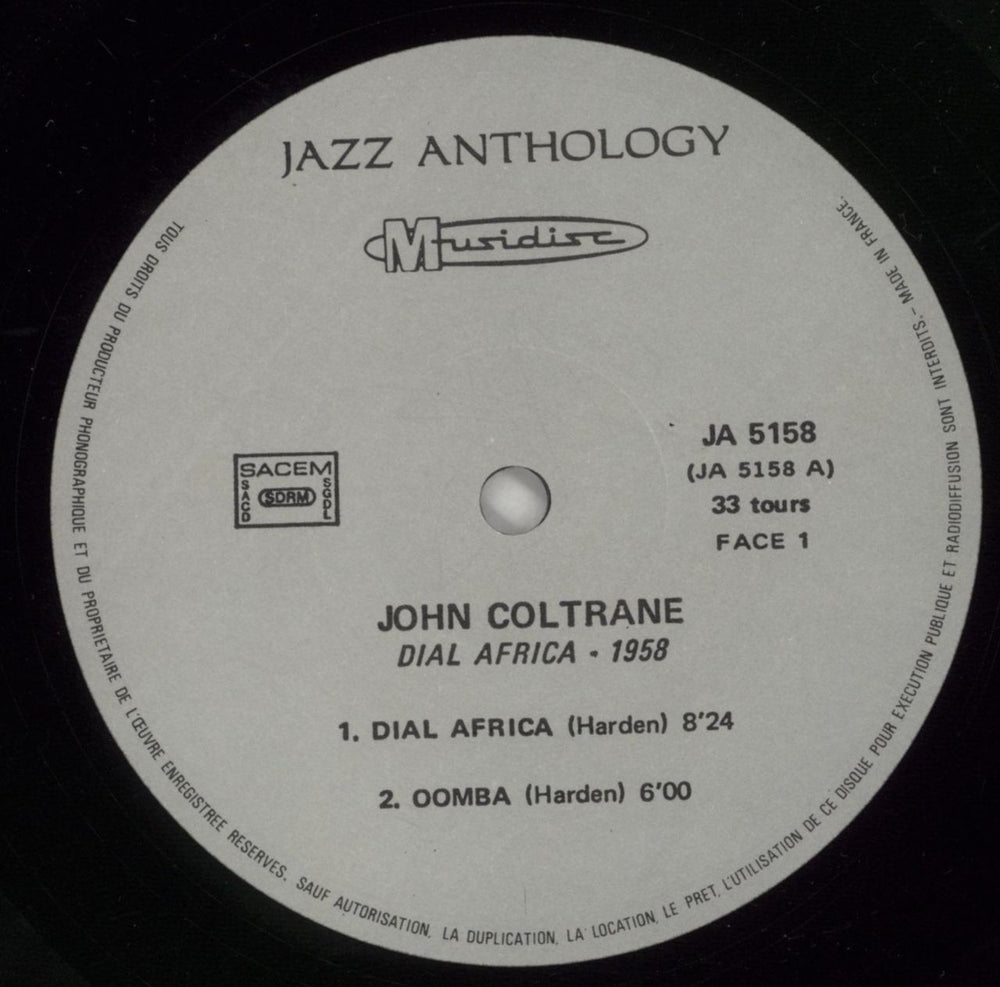 JAZZ ANTHOLOGY
Musidisc
JA 5158
(JA 5158 A)
33 tours
FACE 1
SACEM
SACD
SDRM
SGDL
JOHN COLTRANE
DIAL AFRICA • 1958
1. DIAL AFRICA (Harden) 8'24
2. OOMBA (Harden) 6'00
TOUS DROITS DU PRODUCTEUR PHONOGRAPHIQUE ET DU PROPRIETAIRE DE L'ŒUVRE ENREGISTREE RESERVES. SAUF AUTORISATION, LA DUPLICATION, LA LOCATION, LE PRET, L'UTILISATION DE CE DISQUE POUR EXECUTION PUBLIQUE ET RADIODIFFUSION SONT INTERDITS.- MADE IN FRANCE.